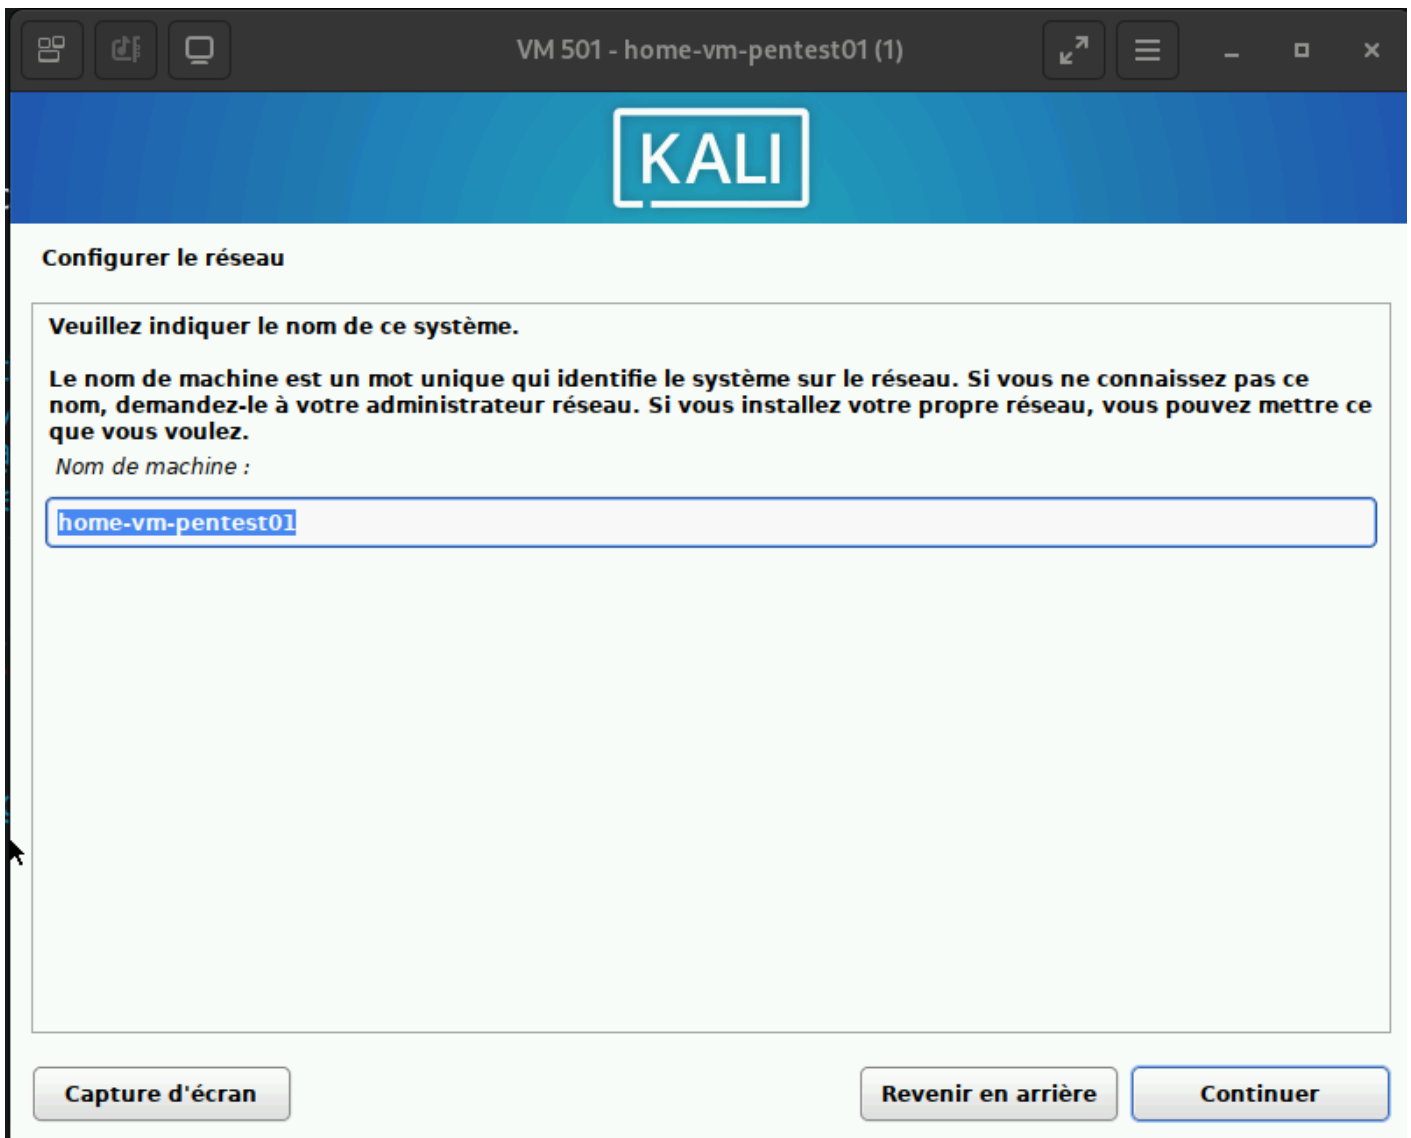 VM 501 - home-vm-pentest01 (1)
KALI
Configurer le réseau
Veuillez indiquer le nom de ce système.
Le nom de machine est un mot unique qui identifie le système sur le réseau. Si vous ne connaissez pas ce
nom, demandez-le à votre administrateur réseau. Si vous installez votre propre réseau, vous pouvez mettre ce
que vous voulez.
Nom de machine :
home-vm-pentest01
Capture d'écran
Revenir en arrière
Continuer